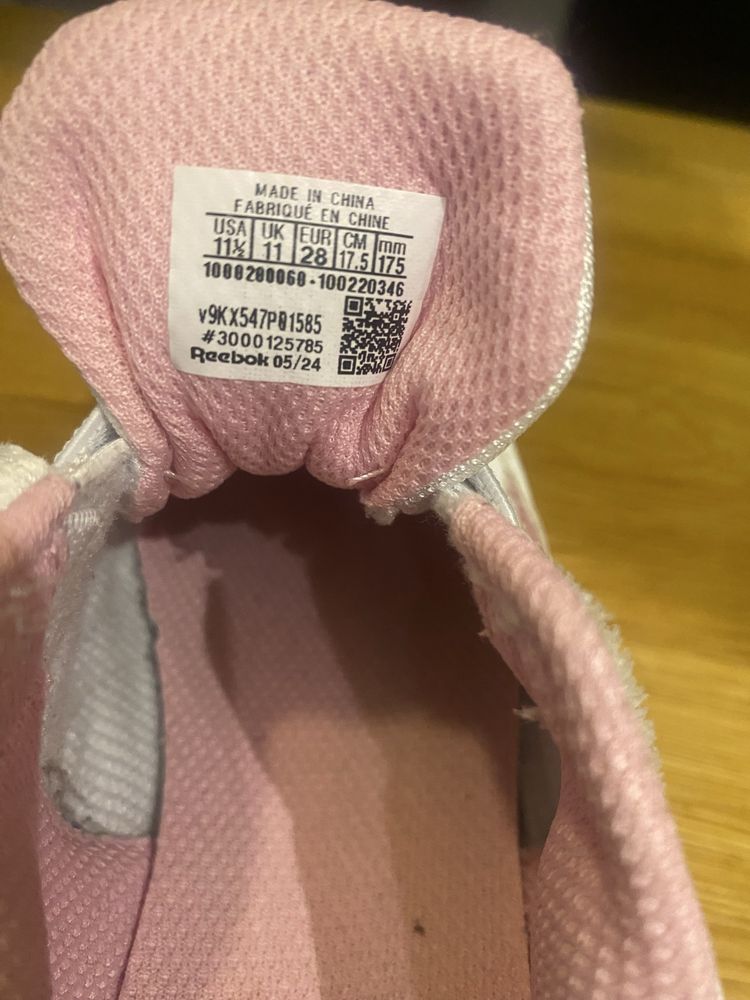 MADE IN CHINA
FABRIQUÉ EN CHINE
USA UK EUR CM mm
11½ 11 28 17.5 175
1000200060-100220346
v9KX547P01585
#3000125785
Reebok 05/24